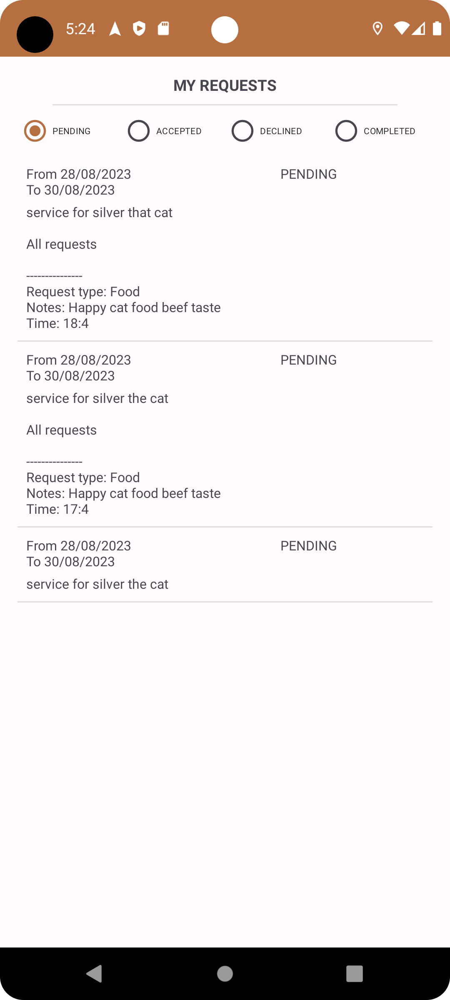 5:24
MY REQUESTS
PENDING ACCEPTED DECLINED COMPLETED
From 28/08/2023 PENDING
To 30/08/2023
service for silver that cat
All requests
---------------
Request type: Food
Notes: Happy cat food beef taste
Time: 18:4
From 28/08/2023 PENDING
To 30/08/2023
service for silver the cat
All requests
---------------
Request type: Food
Notes: Happy cat food beef taste
Time: 17:4
From 28/08/2023 PENDING
To 30/08/2023
service for silver the cat